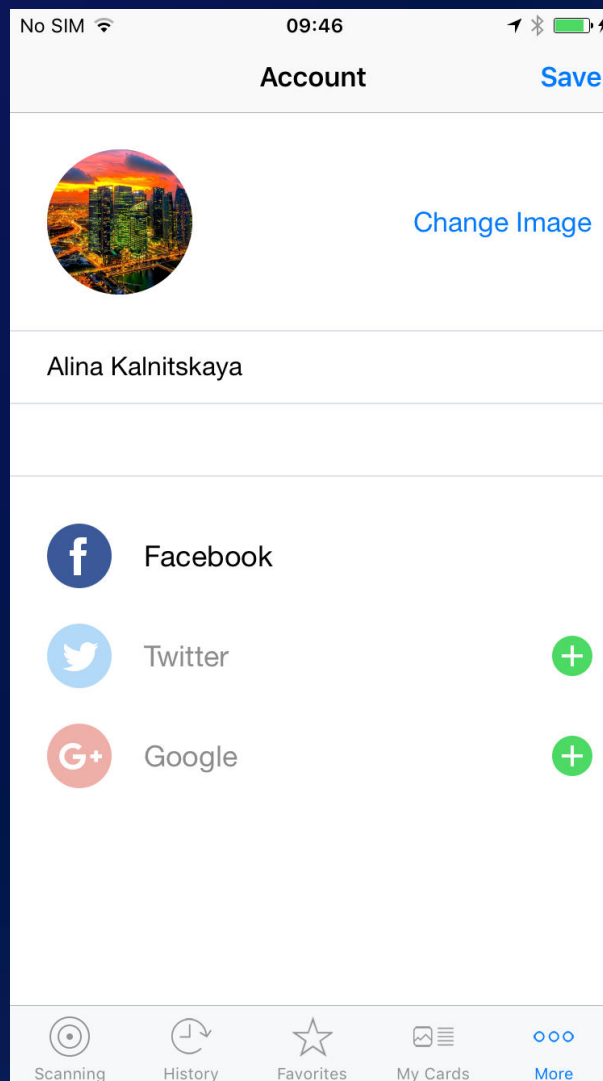 No SIM 09:46
Account Save
Change Image
Alina Kalnitskaya
f Facebook
Twitter
G+ Google
Scanning History Favorites My Cards More